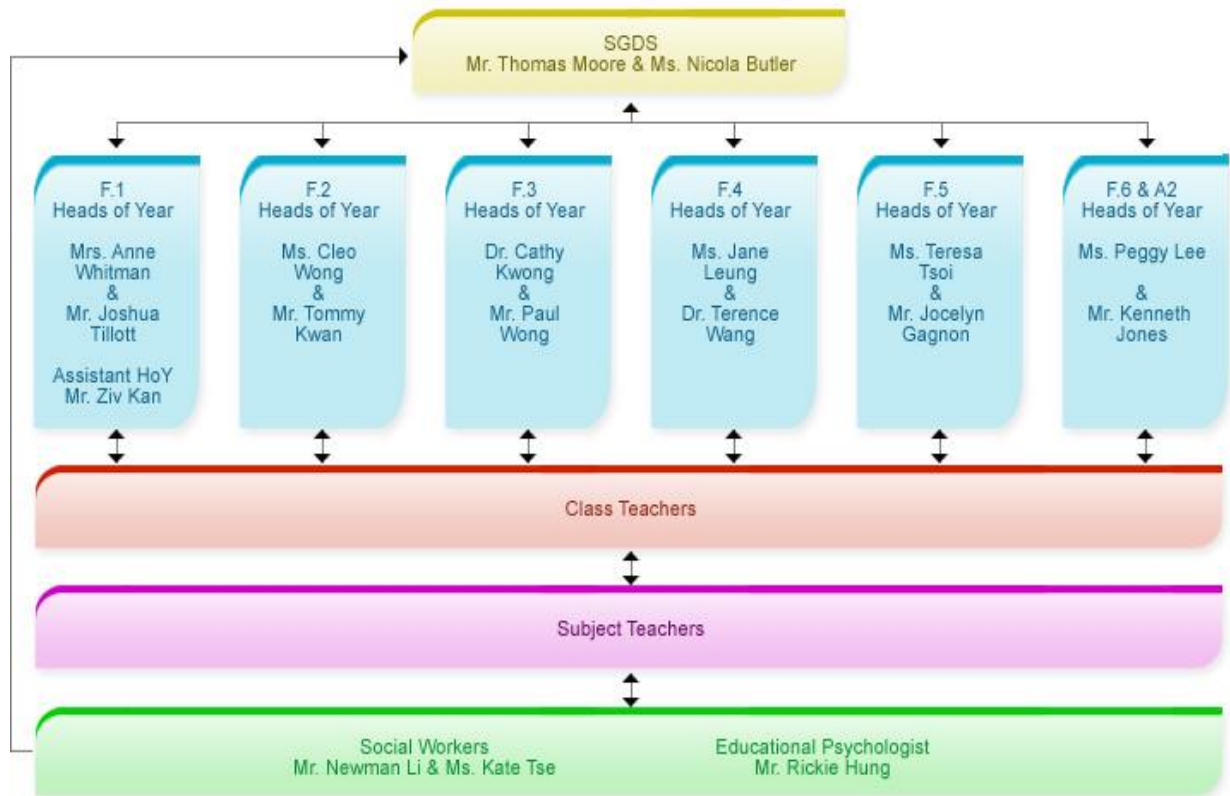 SGDS
Mr. Thomas Moore & Ms. Nicola Butler
F.1
Heads of Year
Mrs. Anne
Whitman
&
Mr. Joshua
Tillott
Assistant HoY
Mr. Ziv Kan
F.2
Heads of Year
Ms. Cleo
Wong
&
Mr. Tommy
Kwan
F.3
Heads of Year
Dr. Cathy
Kwong
&
Mr. Paul
Wong
F.4
Heads of Year
Ms. Jane
Leung
&
Dr. Terence
Wang
F.5
Heads of Year
Ms. Teresa
Tsoi
&
Mr. Jocelyn
Gagnon
F.6 & A2
Heads of Year
Ms. Peggy Lee
&
Mr. Kenneth
Jones
Class Teachers
Subject Teachers
Social Workers
Mr. Newman Li & Ms. Kate Tse
Educational Psychologist
Mr. Rickie Hung